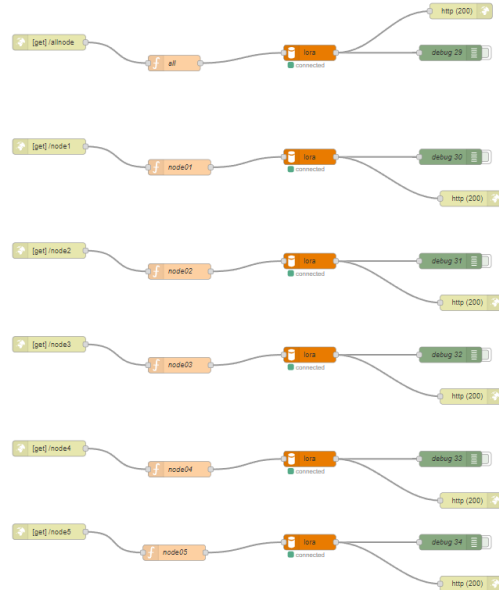 http (200)
[get] /allnode
all
lora
debug 29
connected
[get] /node1
node01
lora
debug 30
connected
http (200)
[get] /node2
node02
lora
debug 31
connected
http (200)
[get] /node3
node03
lora
debug 32
connected
http (200)
[get] /node4
node04
lora
debug 33
connected
http (200)
[get] /node5
node05
lora
debug 34
connected
http (200)